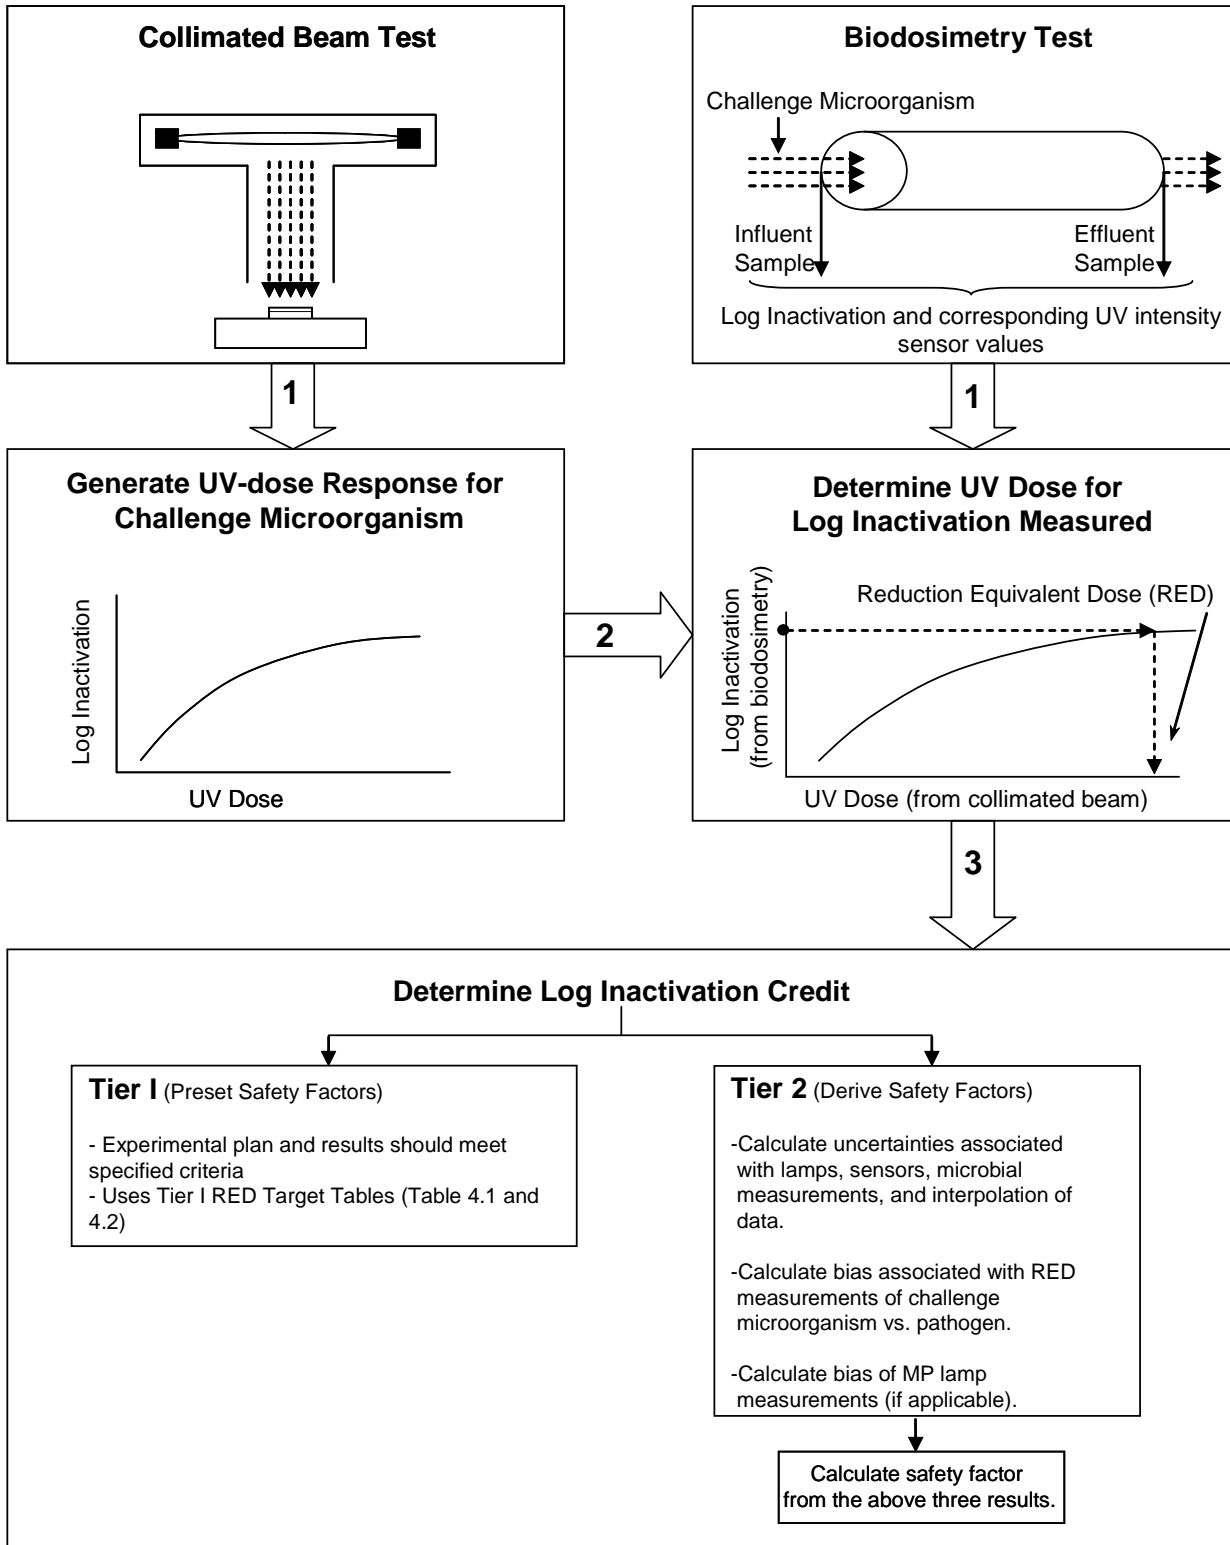 Collimated Beam Test
Biodosimetry Test
Challenge Microorganism
Influent
Sample
Effluent
Sample
Log Inactivation and corresponding UV intensity
sensor values
1
1
Generate UV-dose Response for
Challenge Microorganism
Log Inactivation
UV Dose
2
Determine UV Dose for
Log Inactivation Measured
Reduction Equivalent Dose (RED)
Log Inactivation
(from biodosimetry)
UV Dose (from collimated beam)
3
Determine Log Inactivation Credit
Tier I (Preset Safety Factors)
- Experimental plan and results should meet
specified criteria
- Uses Tier I RED Target Tables (Table 4.1 and
4.2)
Tier 2 (Derive Safety Factors)
-Calculate uncertainties associated
with lamps, sensors, microbial
measurements, and interpolation of
data.
-Calculate bias associated with RED
measurements of challenge
microorganism vs. pathogen.
-Calculate bias of MP lamp
measurements (if applicable).
Calculate safety factor
from the above three results.